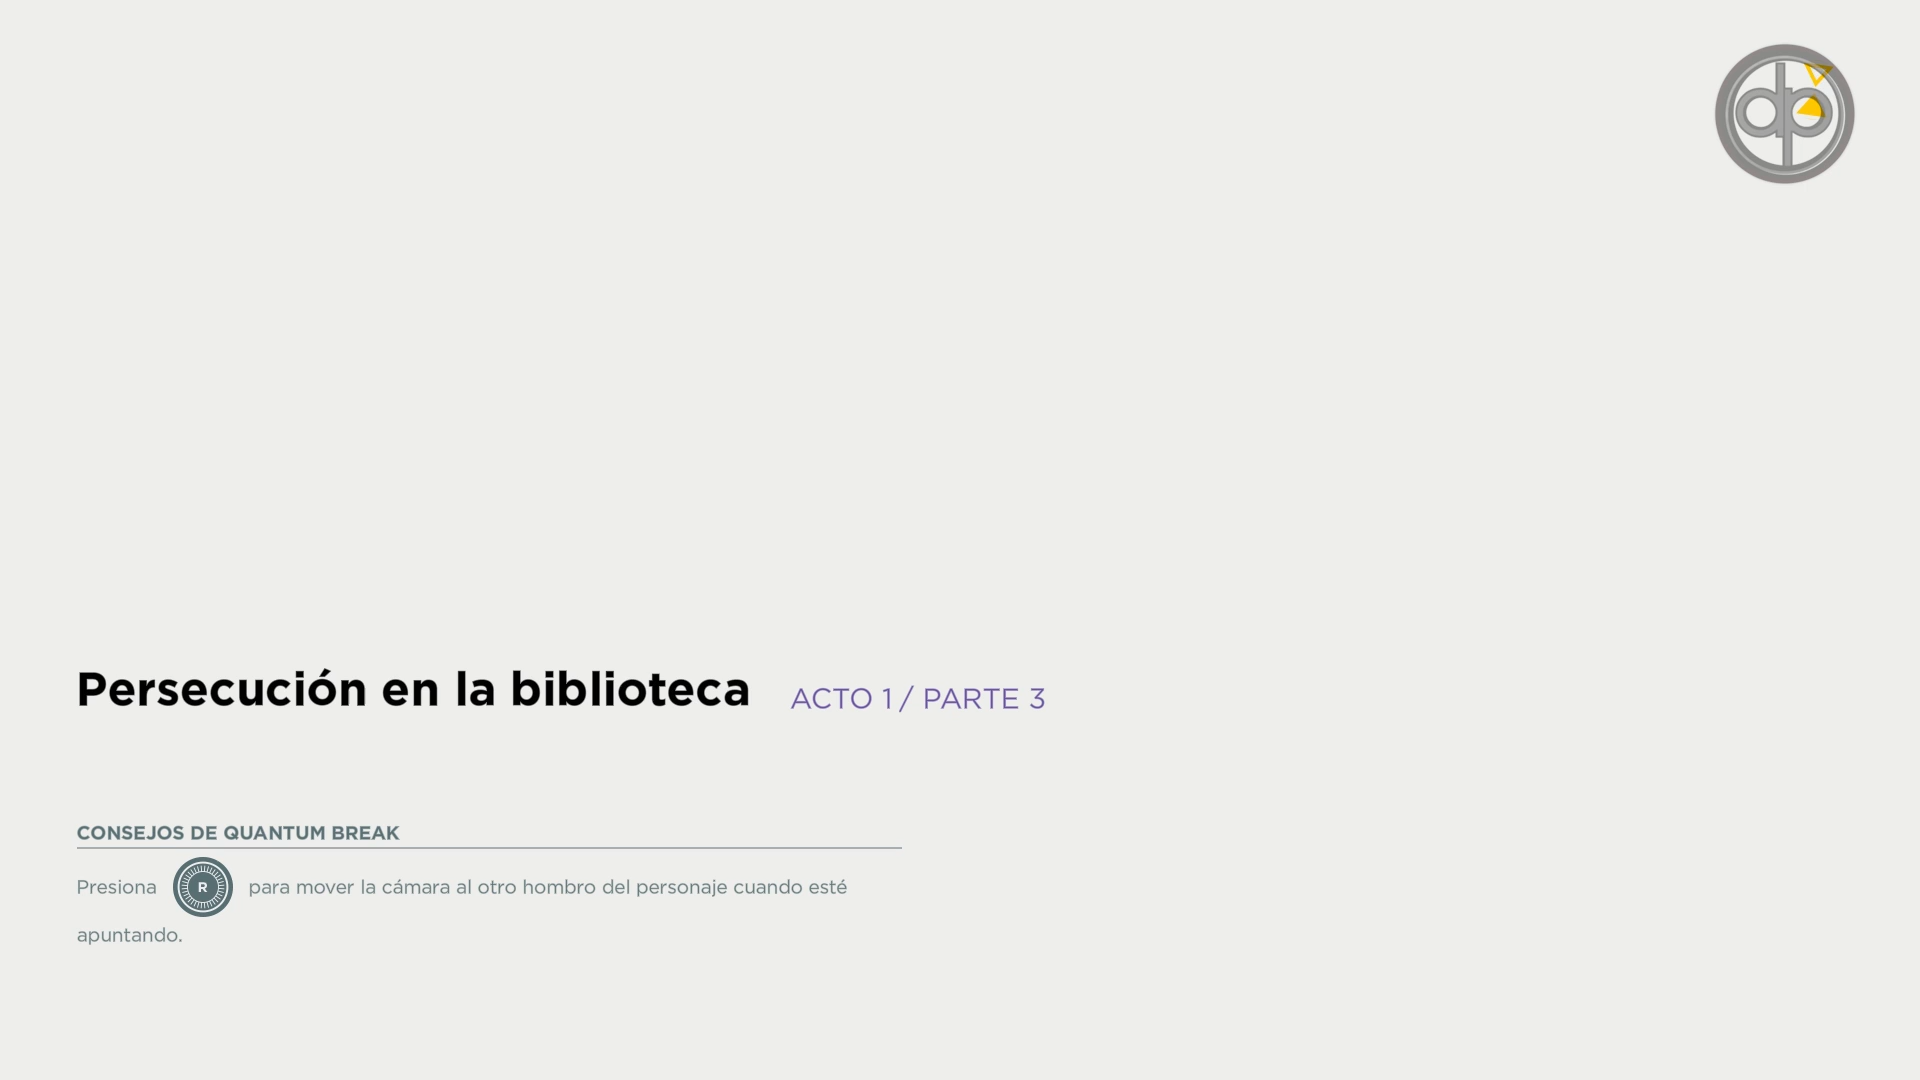 Persecución en la biblioteca ACTO 1 / PARTE 3
CONSEJOS DE QUANTUM BREAK
Presiona R para mover la cámara al otro hombro del personaje cuando esté
apuntando.